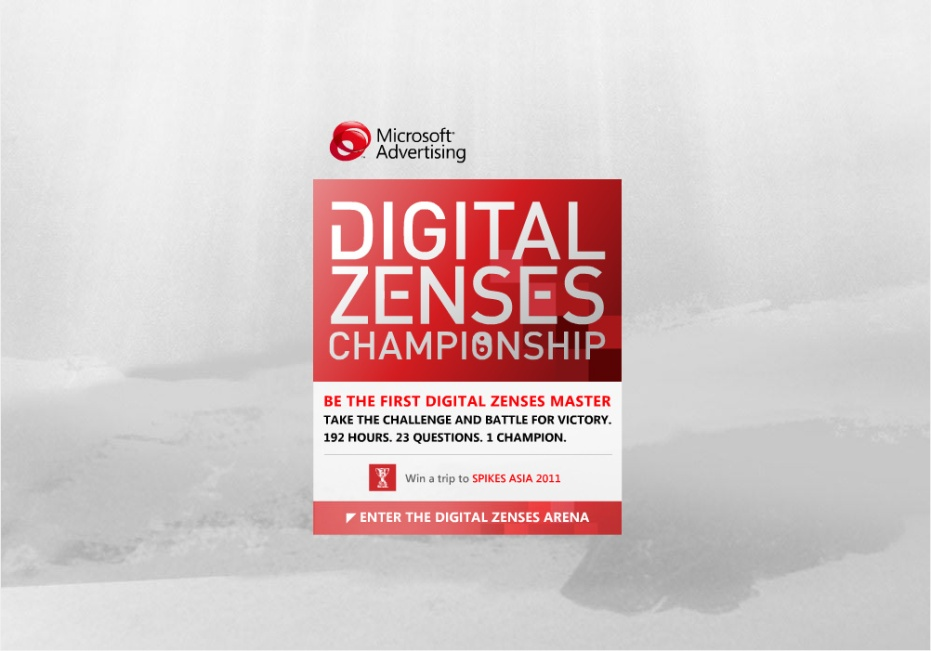 Microsoft
Advertising
DIGITAL
ZENSES
CHAMPIONSHIP
BE THE FIRST DIGITAL ZENSES MASTER
TAKE THE CHALLENGE AND BATTLE FOR VICTORY.
192 HOURS. 23 QUESTIONS. 1 CHAMPION.
Win a trip to SPIKES ASIA 2011
ENTER THE DIGITAL ZENSES ARENA